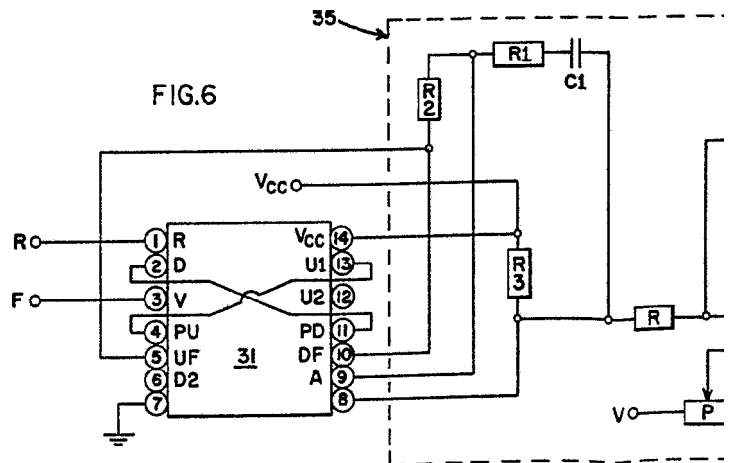 35
R1
C1
FIG.6
R2
VCC
R
1 R
VCC 14
2 D
U1 13
R3
F
3 V
U2 12
R
4 PU
PD 11
5 UF
31
DF 10
6 D2
A 9
7
8
V
P